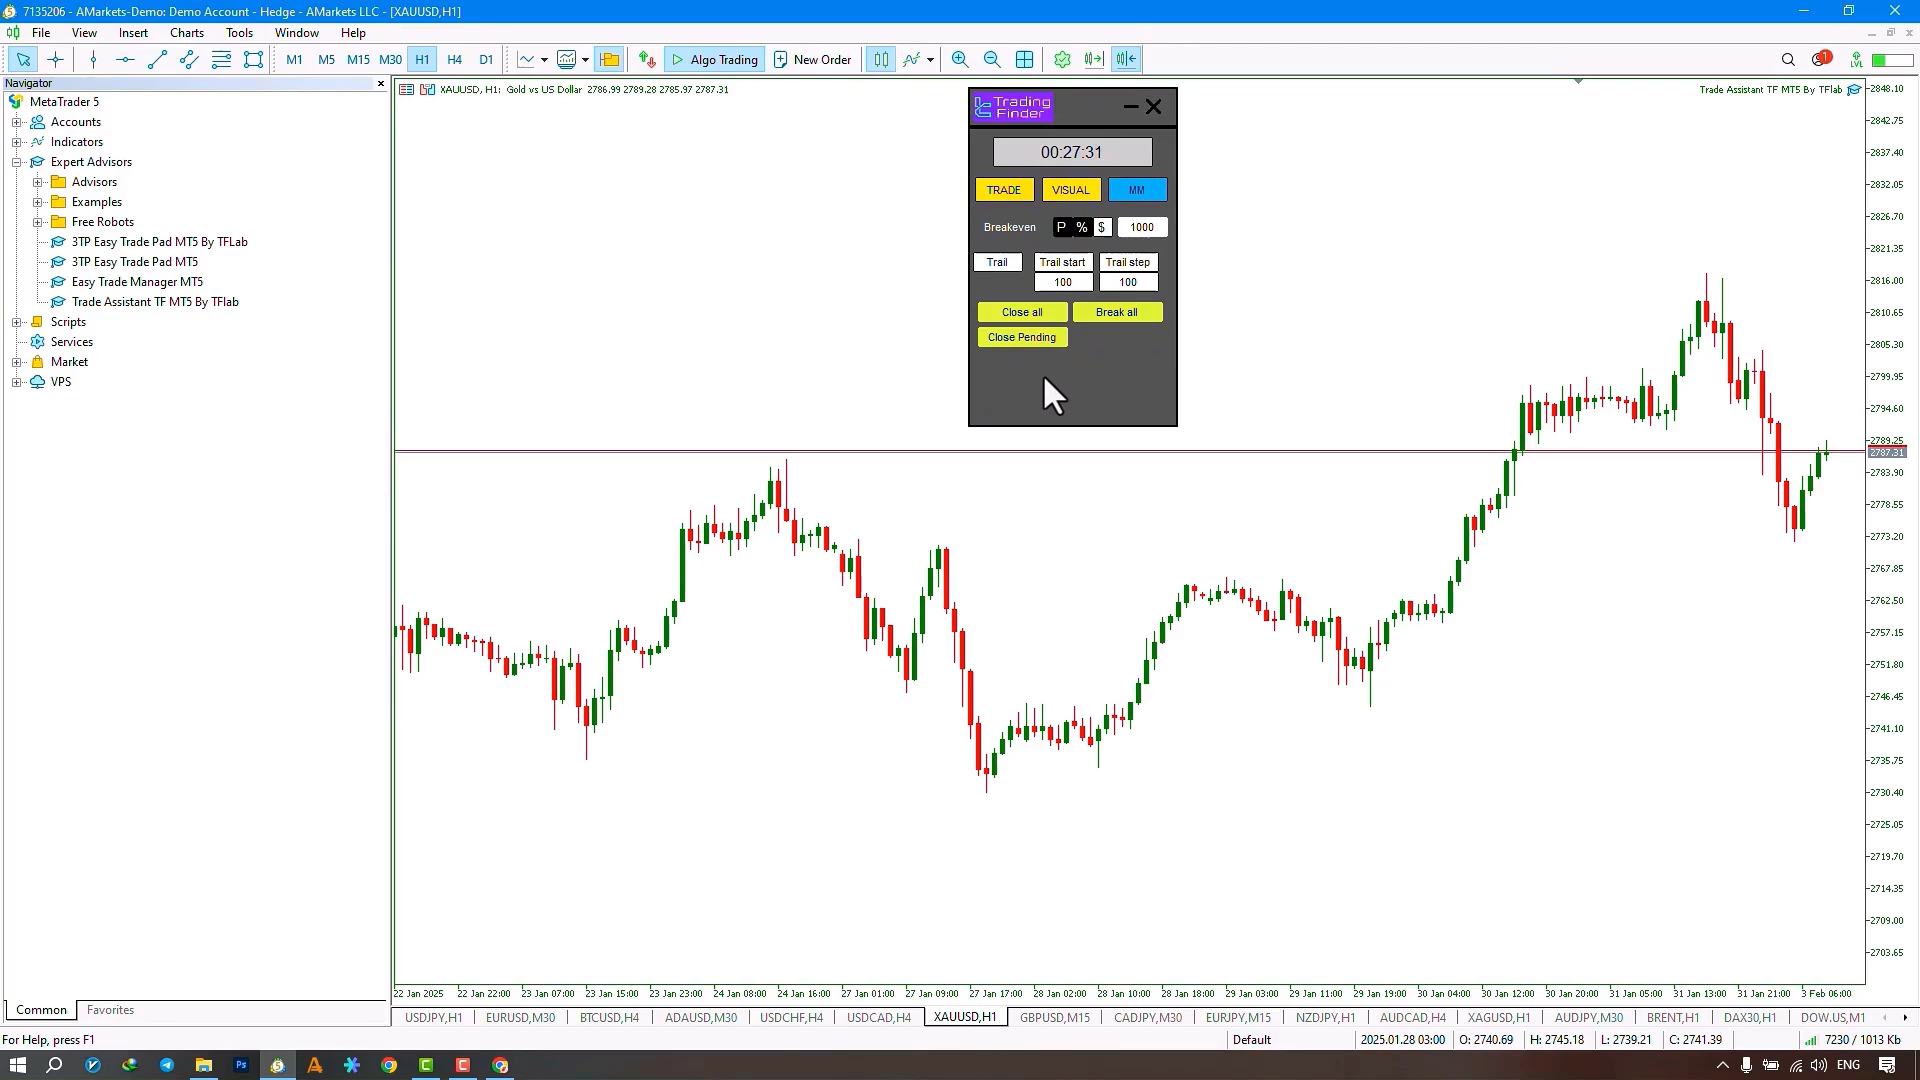 7135206 - AMarkets-Demo: Demo Account - Hedge - AMarkets LLC - [XAUUSD,H1]
File View Insert Charts Tools Window Help
M1 M5 M15 M30 H1 H4 D1 Algo Trading New Order 1 LVL
Navigator
MetaTrader 5
Accounts
Indicators
Expert Advisors
Advisors
Examples
Free Robots
3TP Easy Trade Pad MT5 By TFLab
3TP Easy Trade Pad MT5
Easy Trade Manager MT5
Trade Assistant TF MT5 By TFlab
Scripts
Services
Market
VPS
Common Favorites
XAUUSD, H1: Gold vs US Dollar 2786.99 2789.28 2785.97 2787.31
Trade Assistant TF MT5 By TFlab
Trading
Finder
00:27:31
TRADE VISUAL MM
Breakeven P % $ 1000
Trail Trail start Trail step
100 100
Close all Break all
Close Pending
2848.10
2842.75
2837.40
2832.05
2826.70
2821.35
2816.00
2810.65
2805.30
2799.95
2794.60
2789.25
2787.31
2783.90
2778.55
2773.20
2767.85
2762.50
2757.15
2751.80
2746.45
2741.10
2735.75
2730.40
2725.05
2719.70
2714.35
2709.00
2703.65
22 Jan 2025 22 Jan 22:00 23 Jan 07:00 23 Jan 15:00 23 Jan 23:00 24 Jan 08:00 24 Jan 16:00 27 Jan 01:00 27 Jan 09:00 27 Jan 17:00 28 Jan 02:00 28 Jan 10:00 28 Jan 18:00 29 Jan 03:00 29 Jan 11:00 29 Jan 19:00 30 Jan 04:00 30 Jan 12:00 30 Jan 20:00 31 Jan 05:00 31 Jan 13:00 31 Jan 21:00 3 Feb 06:00
USDJPY,H1 EURUSD,M30 BTCUSD,H4 ADAUSD,M30 USDCHF,H4 USDCAD,H4 XAUUSD,H1 GBPUSD,M15 CADJPY,M30 EURJPY,M15 NZDJPY,H1 AUDCAD,H4 XAGUSD,H1 AUDJPY,M30 BRENT,H1 DAX30,H1 DOW.US,M1
For Help, press F1 Default 2025.01.28 03:00 O: 2740.69 H: 2745.18 L: 2739.21 C: 2741.39 7230 / 1013 Kb
Ps ENG